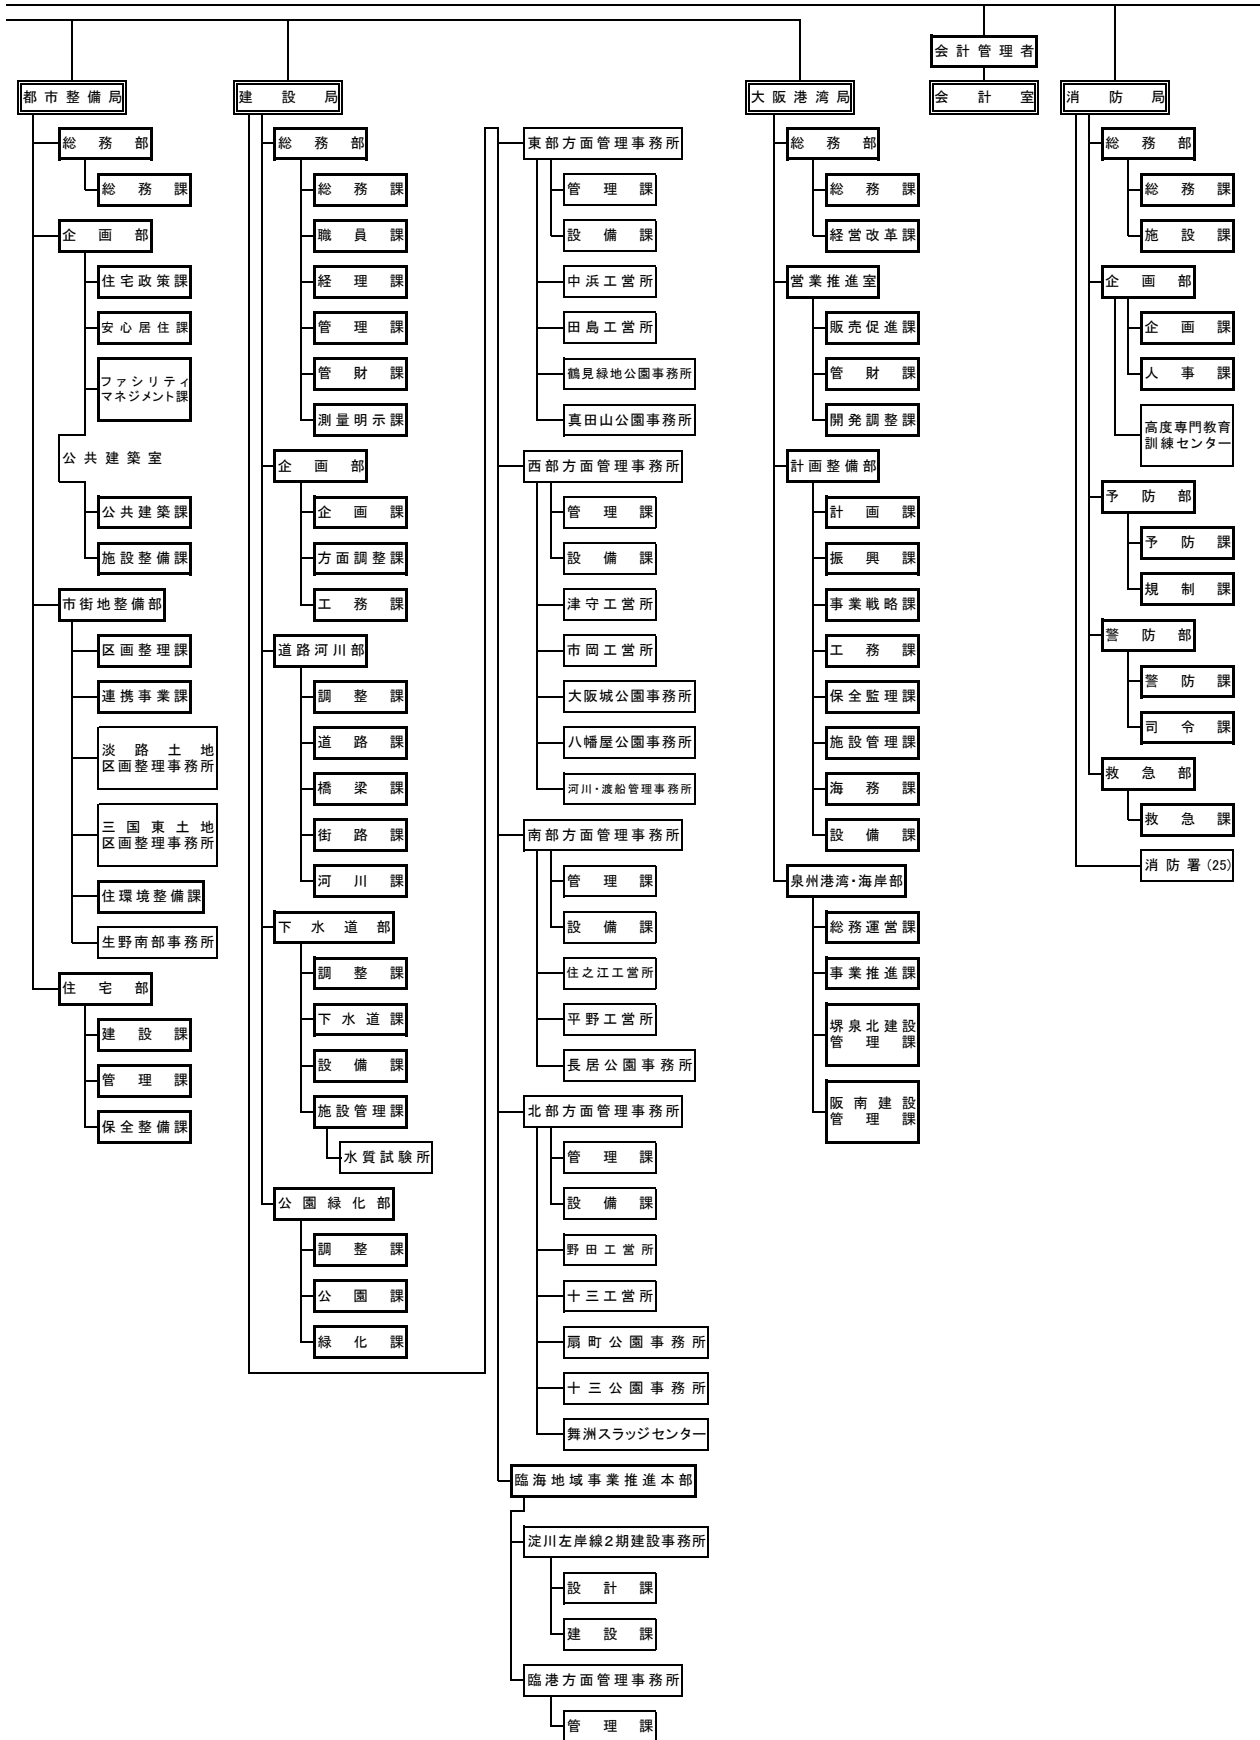 都市整備局
総務部
総務課
企画部
住宅政策課
安心居住課
ファシリティ
マネジメント課
公共建築室
公共建築課
施設整備課
市街地整備部
区画整理課
連携事業課
淡路土地
区画整理事務所
三国東土地
区画整理事務所
住環境整備課
生野南部事務所
住宅部
建設課
管理課
保全整備課
建設局
総務部
総務課
職員課
経理課
管理課
管財課
測量明示課
企画部
企画課
方面調整課
工務課
道路河川部
調整課
道路課
橋梁課
街路課
河川課
下水道部
調整課
下水道課
設備課
施設管理課
水質試験所
公園緑化部
調整課
公園課
緑化課
東部方面管理事務所
管理課
設備課
中浜工営所
田島工営所
鶴見緑地公園事務所
真田山公園事務所
西部方面管理事務所
管理課
設備課
津守工営所
市岡工営所
大阪城公園事務所
八幡屋公園事務所
河川・渡船管理事務所
南部方面管理事務所
管理課
設備課
住之江工営所
平野工営所
長居公園事務所
北部方面管理事務所
管理課
設備課
野田工営所
十三工営所
扇町公園事務所
十三公園事務所
舞洲スラッジセンター
臨海地域事業推進本部
淀川左岸線2期建設事務所
設計課
建設課
臨港方面管理事務所
管理課
大阪港湾局
総務部
総務課
経営改革課
営業推進室
販売促進課
管財課
開発調整課
計画整備部
計画課
振興課
事業戦略課
工務課
保全監理課
施設管理課
海務課
設備課
泉州港湾・海岸部
総務運営課
事業推進課
堺泉北建設
管理課
阪南建設
管理課
会計管理者
会計室
消防局
総務部
総務課
施設課
企画部
企画課
人事課
高度専門教育
訓練センター
予防部
予防課
規制課
警防部
警防課
司令課
救急部
救急課
消防署(25)